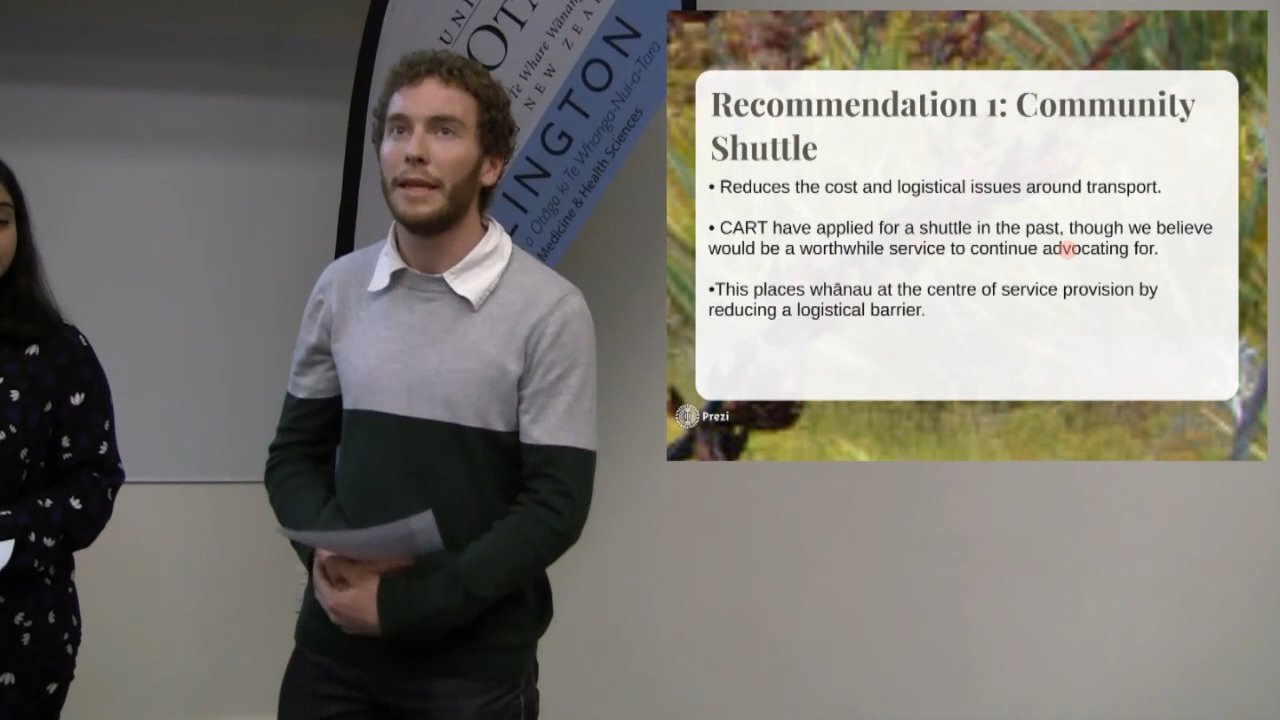 UNI
OTA
Te Whare Wānang
NEW ZEA
LINGTON
o Otāgo ki Te Whanga-Nui-a-Tara
Medicine & Health Sciences
Recommendation 1: Community
Shuttle
• Reduces the cost and logistical issues around transport.
• CART have applied for a shuttle in the past, though we believe
would be a worthwhile service to continue advocating for.
•This places whānau at the centre of service provision by
reducing a logistical barrier.
Prezi